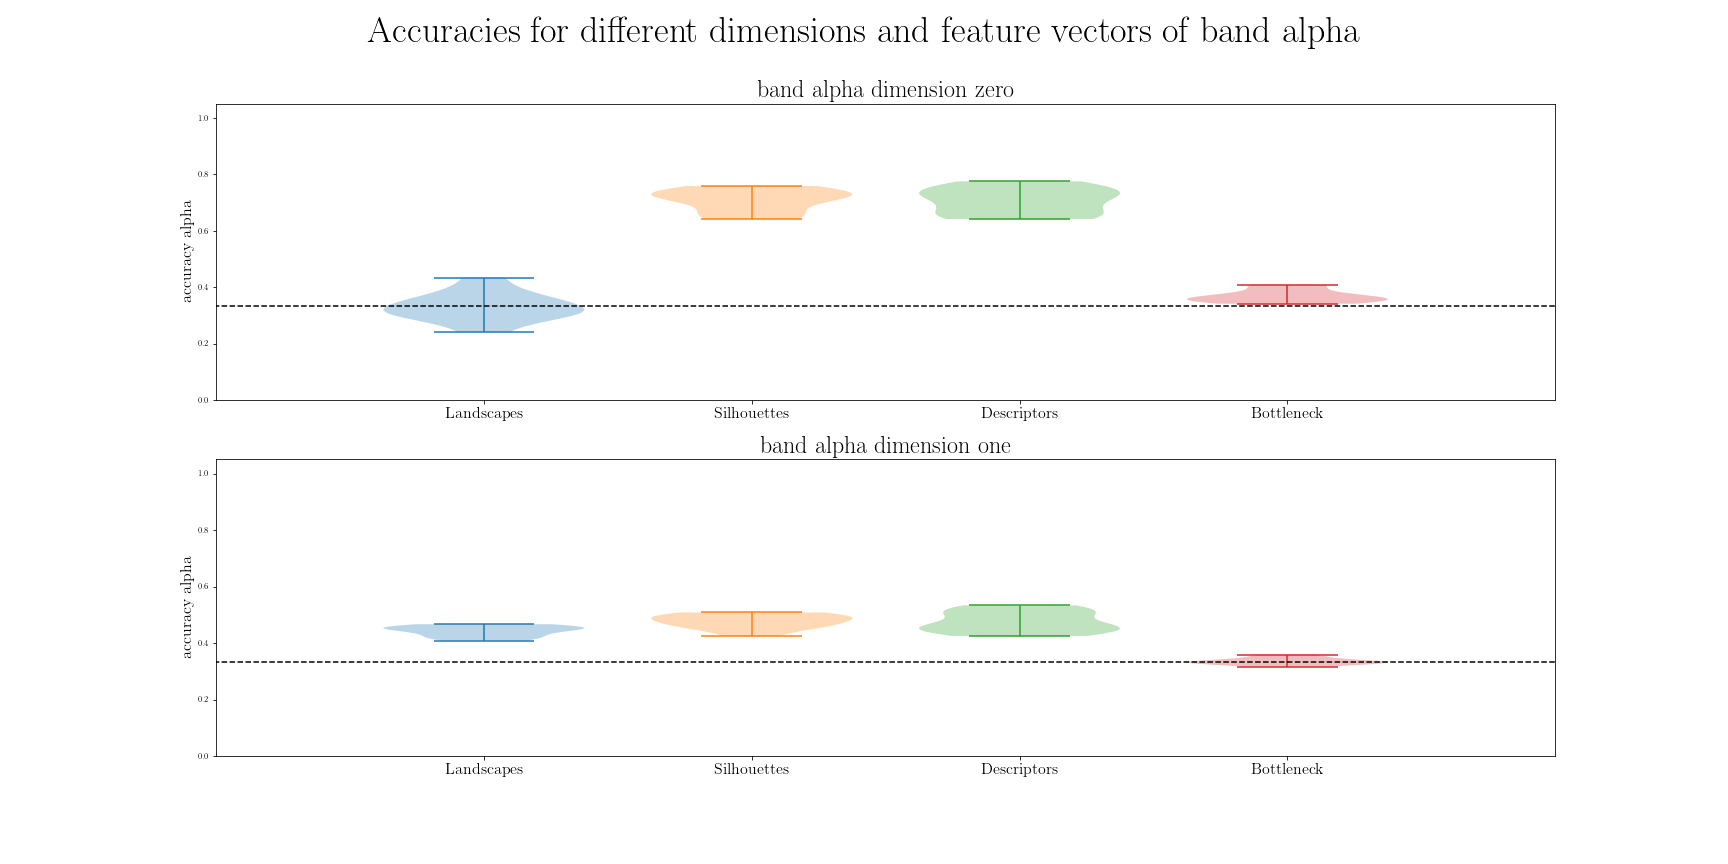 Accuracies for different dimensions and feature vectors of band alpha
band alpha dimension zero
accuracy alpha
1.0
0.8
0.6
0.4
0.2
0.0
Landscapes Silhouettes Descriptors Bottleneck
band alpha dimension one
accuracy alpha
1.0
0.8
0.6
0.4
0.2
0.0
Landscapes Silhouettes Descriptors Bottleneck